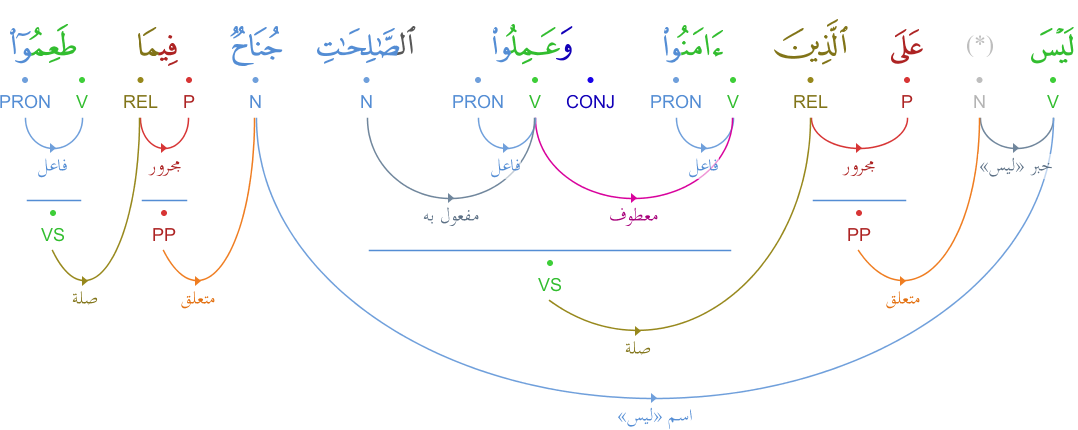 لَيْسَ (*) عَلَى ٱلَّذِينَ ءَامَنُوا۟ وَعَمِلُوا۟ ٱلصَّٰلِحَٰتِ جُنَاحٌ فِيمَا طَعِمُوٓا۟
V N P REL V PRON CONJ V PRON N N P REL V PRON
خبر «ليس» مجرور فاعل معطوف فاعل مفعول به مجرور فاعل
PP VS PP VS
متعلق صلة متعلق صلة
اسم «ليس»